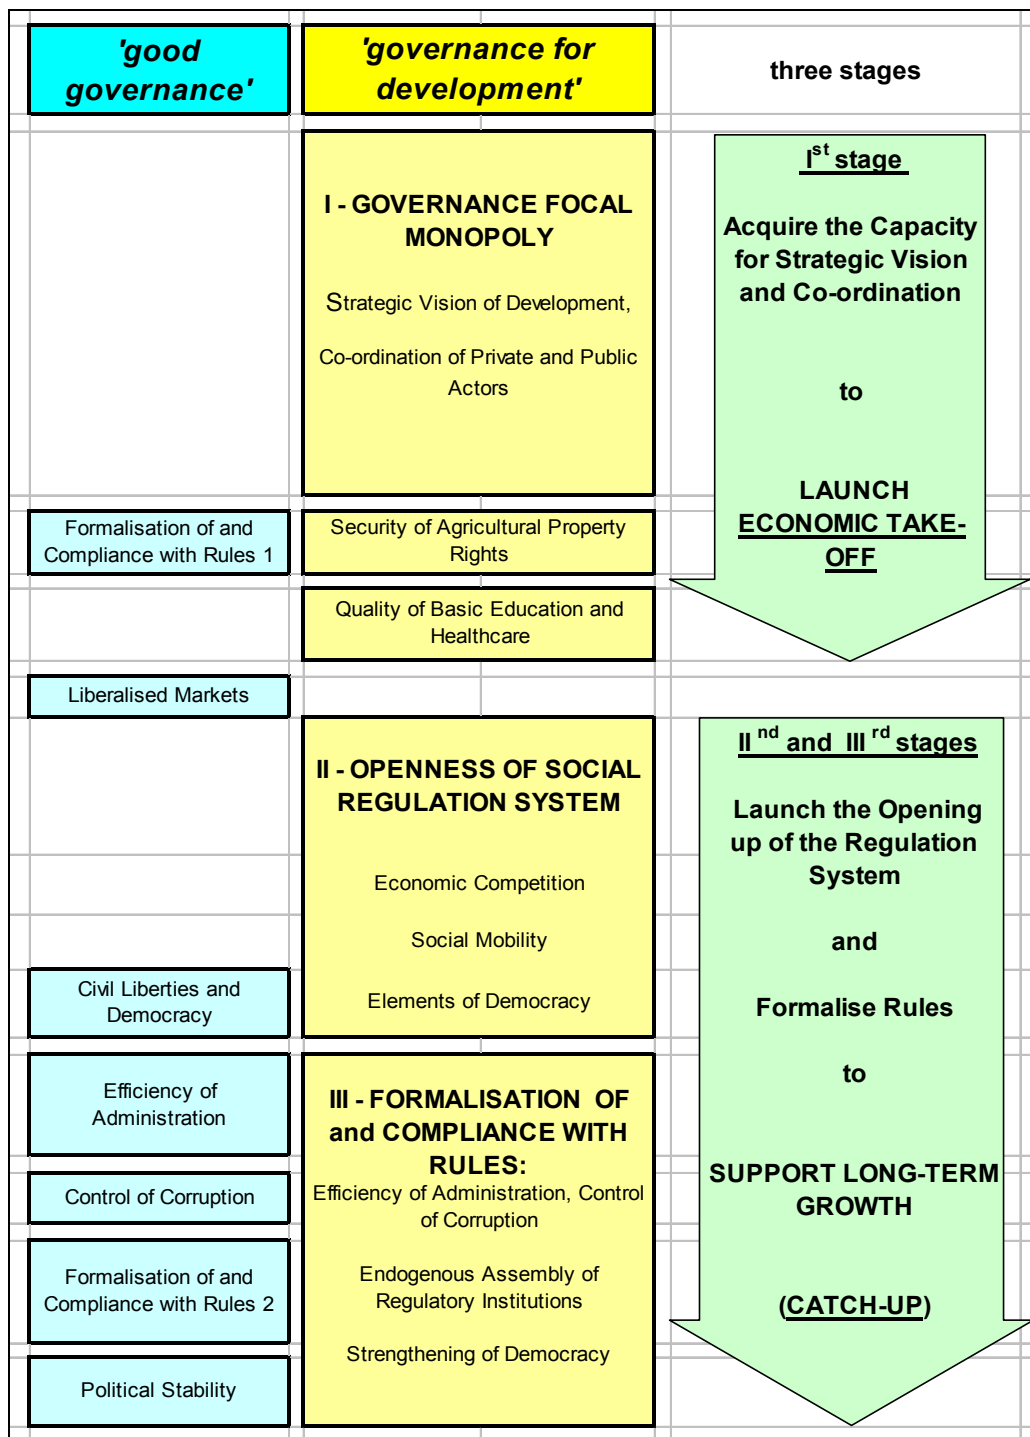 'good
governance'
'governance for
development'
three stages
I - GOVERNANCE FOCAL
MONOPOLY
Strategic Vision of Development,
Co-ordination of Private and Public
Actors
Ist stage
Acquire the Capacity
for Strategic Vision
and Co-ordination
to
LAUNCH
ECONOMIC TAKE-
OFF
Formalisation of and
Compliance with Rules 1
Security of Agricultural Property
Rights
Quality of Basic Education and
Healthcare
Liberalised Markets
II - OPENNESS OF SOCIAL
REGULATION SYSTEM
Economic Competition
Social Mobility
Elements of Democracy
II nd and III rd stages
Launch the Opening
up of the Regulation
System
and
Formalise Rules
to
SUPPORT LONG-TERM
GROWTH
(CATCH-UP)
Civil Liberties and
Democracy
Efficiency of
Administration
Control of Corruption
Formalisation of and
Compliance with Rules 2
Political Stability
III - FORMALISATION OF
and COMPLIANCE WITH
RULES:
Efficiency of Administration, Control
of Corruption
Endogenous Assembly of
Regulatory Institutions
Strengthening of Democracy